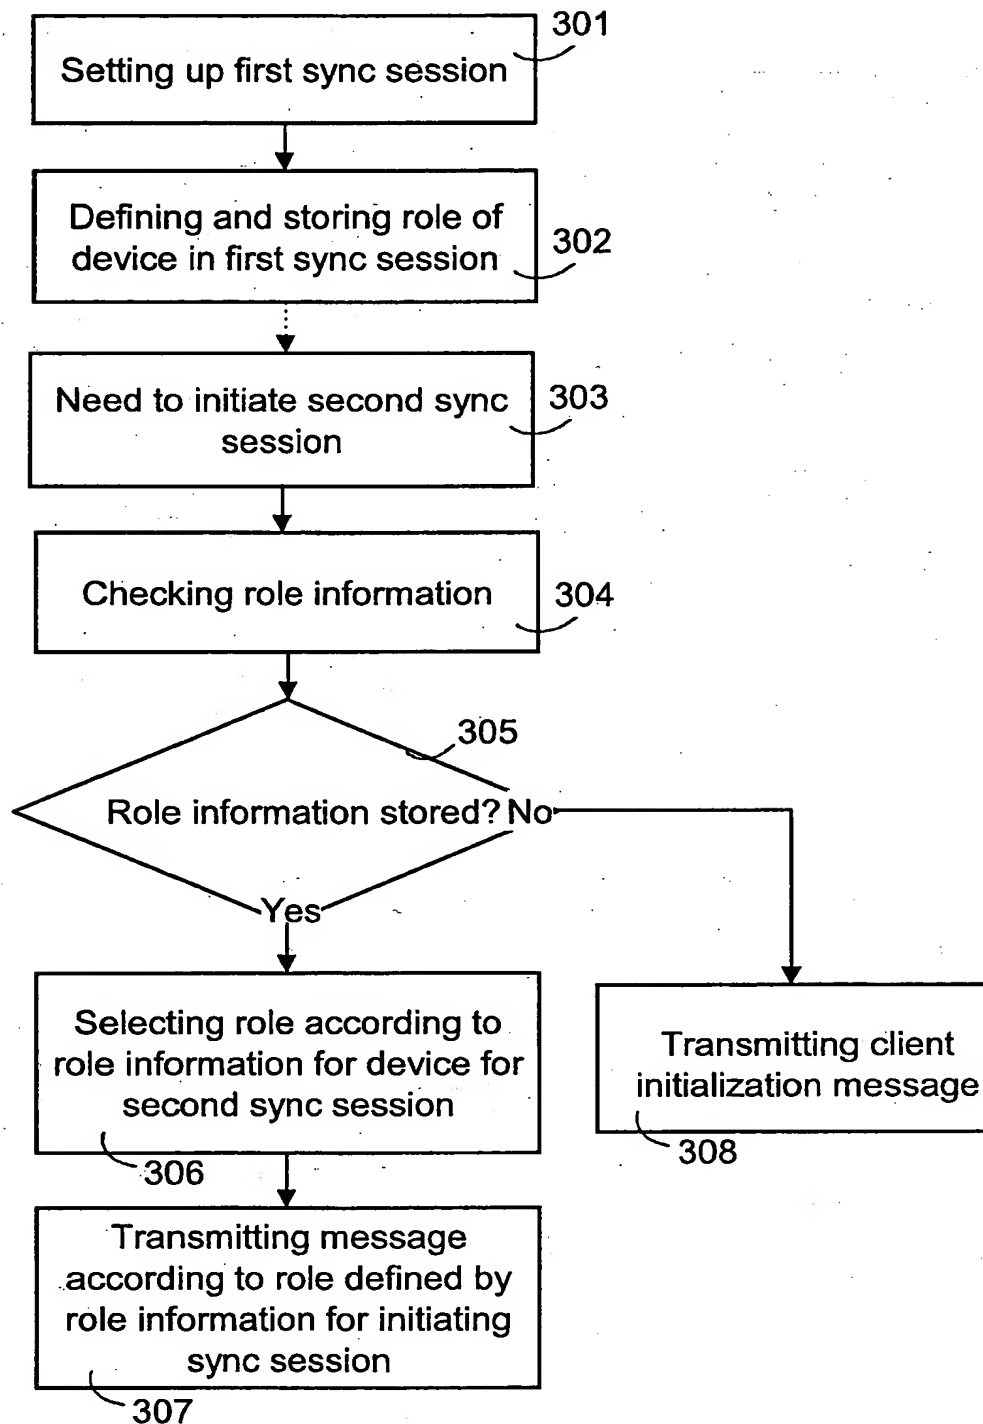 301
Setting up first sync session
Defining and storing role of
device in first sync session
302
Need to initiate second sync
session
303
Checking role information
304
305
Role information stored? No
Yes
Selecting role according to
role information for device for
second sync session
306
Transmitting client
initialization message
308
Transmitting message
according to role defined by
role information for initiating
sync session
307